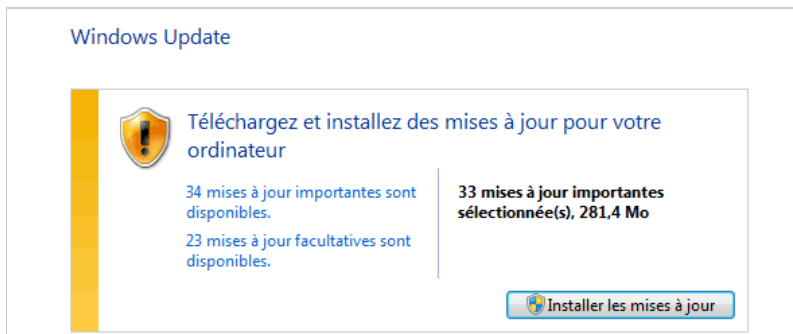 Windows Update
Téléchargez et installez des mises à jour pour votre
ordinateur
34 mises à jour importantes sont
disponibles.
23 mises à jour facultatives sont
disponibles.
33 mises à jour importantes
sélectionnée(s), 281,4 Mo
Installer les mises à jour